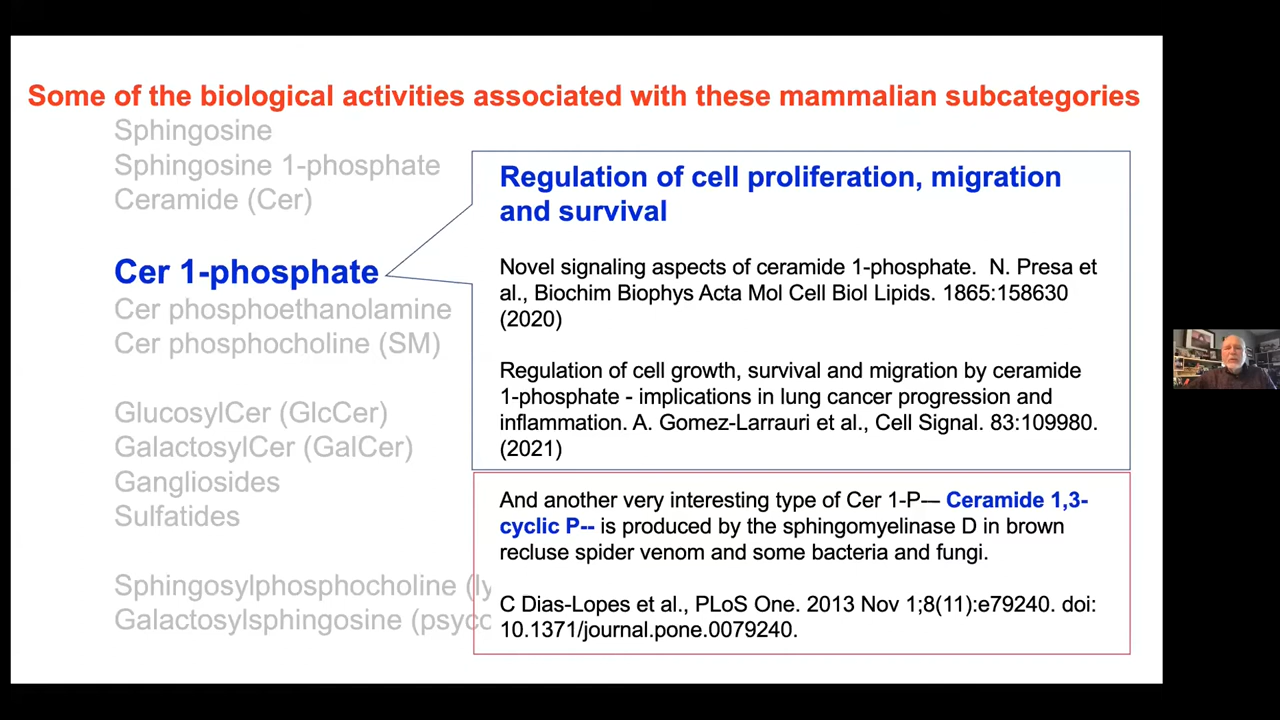 Some of the biological activities associated with these mammalian subcategories
Sphingosine
Sphingosine 1-phosphate
Ceramide (Cer)
Cer 1-phosphate
Cer phosphoethanolamine
Cer phosphocholine (SM)
GlucosylCer (GlcCer)
GalactosylCer (GalCer)
Gangliosides
Sulfatides
Sphingosylphosphocholine (ly
Galactosylsphingosine (psyco
Regulation of cell proliferation, migration
and survival
Novel signaling aspects of ceramide 1-phosphate. N. Presa et
al., Biochim Biophys Acta Mol Cell Biol Lipids. 1865:158630
(2020)
Regulation of cell growth, survival and migration by ceramide
1-phosphate - implications in lung cancer progression and
inflammation. A. Gomez-Larrauri et al., Cell Signal. 83:109980.
(2021)
And another very interesting type of Cer 1-P–- Ceramide 1,3-
cyclic P-- is produced by the sphingomyelinase D in brown
recluse spider venom and some bacteria and fungi.
C Dias-Lopes et al., PLoS One. 2013 Nov 1;8(11):e79240. doi:
10.1371/journal.pone.0079240.